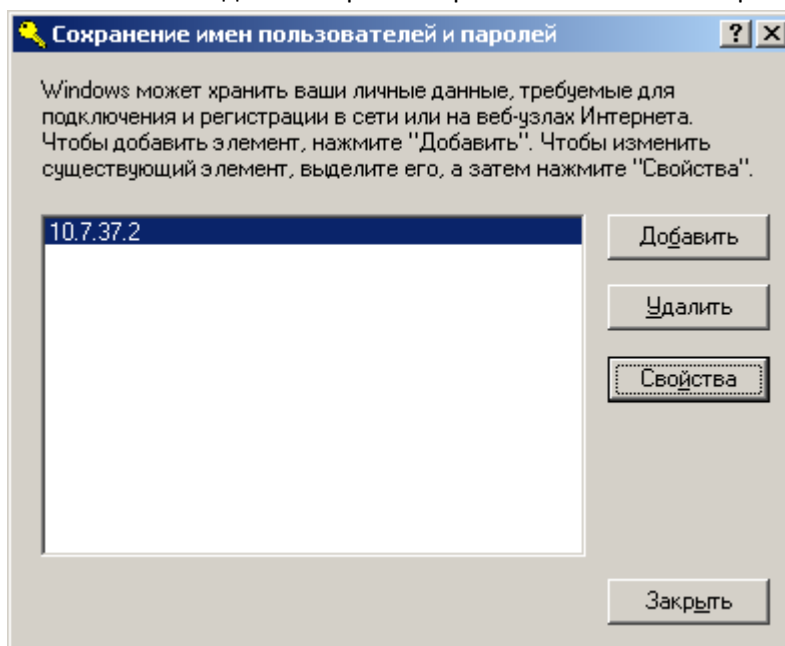 Сохранение имен пользователей и паролей
Windows может хранить ваши личные данные, требуемые для
подключения и регистрации в сети или на веб-узлах Интернета.
Чтобы добавить элемент, нажмите "Добавить". Чтобы изменить
существующий элемент, выделите его, а затем нажмите "Свойства".
10.7.37.2
Добавить
Удалить
Свойства
Закрыть